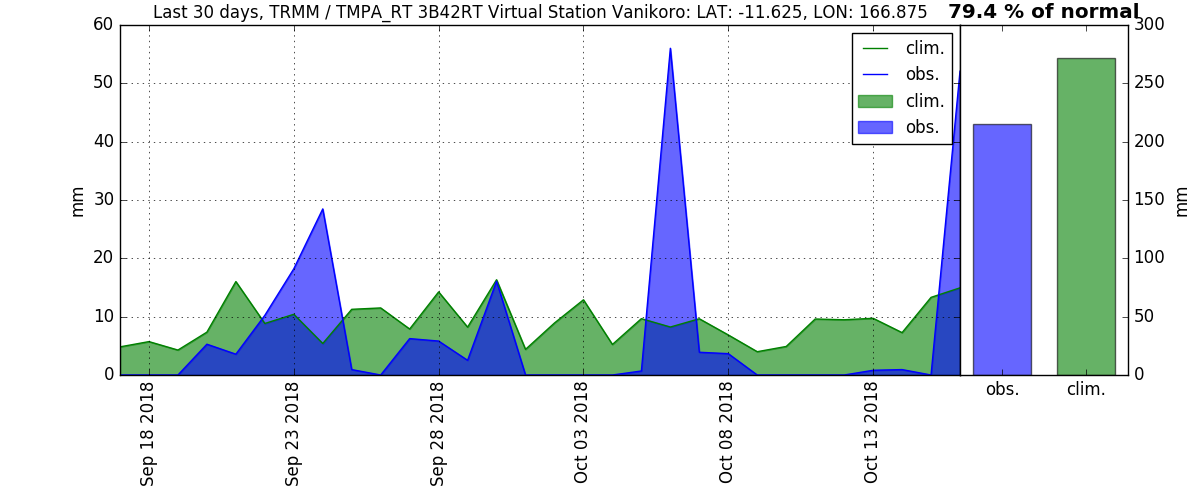 Last 30 days, TRMM / TMPA_RT 3B42RT Virtual Station Vanikoro: LAT: -11.625, LON: 166.875
79.4 % of normal
60
50
40
30
20
10
0
mm
clim.
obs.
clim.
obs.
Sep 18 2018
Sep 23 2018
Sep 28 2018
Oct 03 2018
Oct 08 2018
Oct 13 2018
300
250
200
150
100
50
0
mm
obs.
clim.